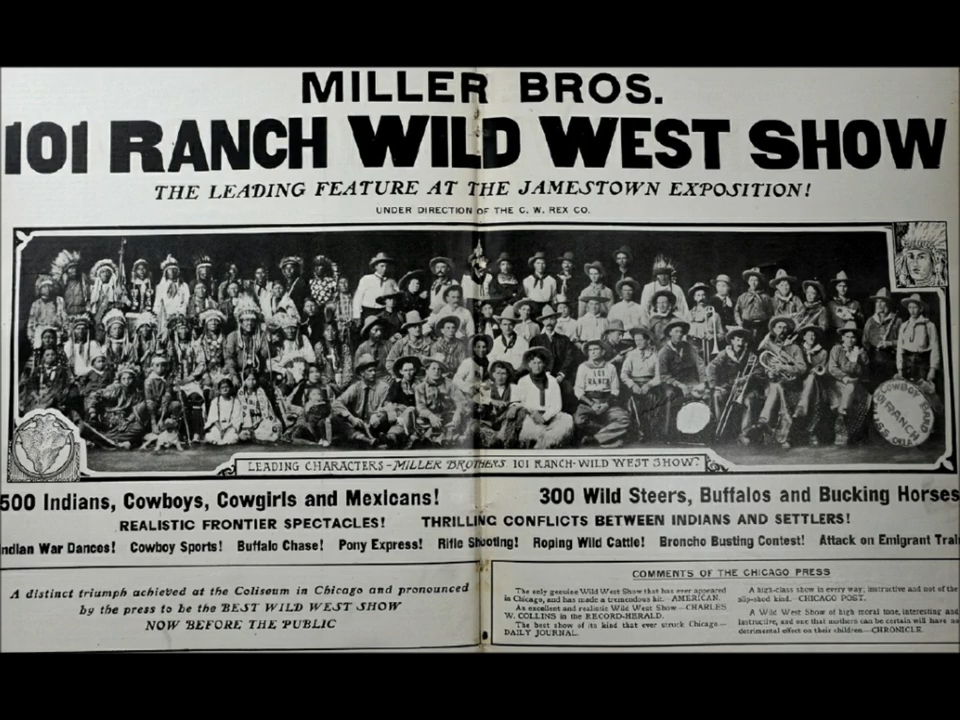 MILLER BROS.
101 RANCH WILD WEST SHOW
THE LEADING FEATURE AT THE JAMESTOWN EXPOSITION!
UNDER DIRECTION OF THE C. W. REX CO.
101
RANCH
COWBOY BAND
101 RANCH
BLISS OKLA
LEADING CHARACTERS-MILLER BROTHERS 101 RANCH-WILD WEST SHOW
500 Indians, Cowboys, Cowgirls and Mexicans!
300 Wild Steers, Buffalos and Bucking Horses
REALISTIC FRONTIER SPECTACLES! THRILLING CONFLICTS BETWEEN INDIANS AND SETTLERS!
ndian War Dances! Cowboy Sports! Buffalo Chase! Pony Express! Rifle Shooting! Roping Wild Cattle! Broncho Busting Contest! Attack on Emigrant Trai
A distinct triumph achieved at the Coliseum in Chicago and pronounced
by the press to be the BEST WILD WEST SHOW
NOW BEFORE THE PUBLIC
COMMENTS OF THE CHICAGO PRESS
The only genuine Wild West Show that has ever appeared
in Chicago, and has made a tremendous hit.—AMERICAN.
As excellent and realistic Wild West Show.—CHARLES
W. COLLINS in the RECORD-HERALD.
The best show of its kind that ever struck Chicago—
DAILY JOURNAL.
A high-class show in every way; instructive and not of the
slip-shod kind.—CHICAGO POST.
A Wild West Show of high moral tone, interesting and
instructive, and one that mothers can be certain will have no
detrimental effect on their children.—CHRONICLE.